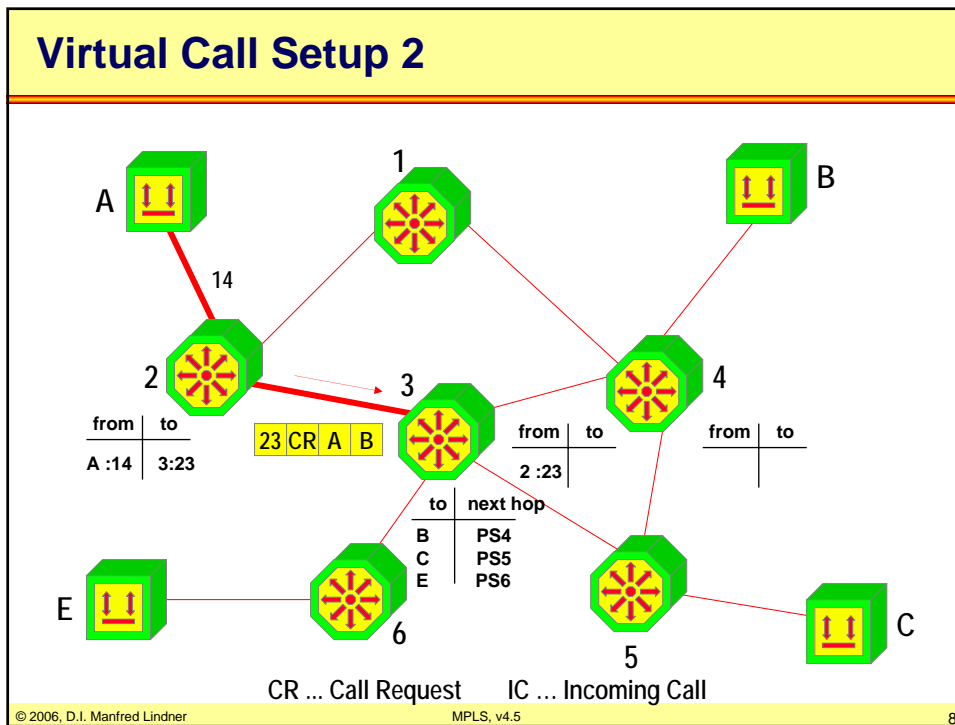 Virtual Call Setup 2
1
A
B
14
2
3
4
from to
A :14 3:23
23 CR A B
from to
2 :23
from to
to next hop
B PS4
C PS5
E PS6
E
6
5
C
CR ... Call Request IC ... Incoming Call
© 2006, D.I. Manfred Lindner MPLS, v4.5 8